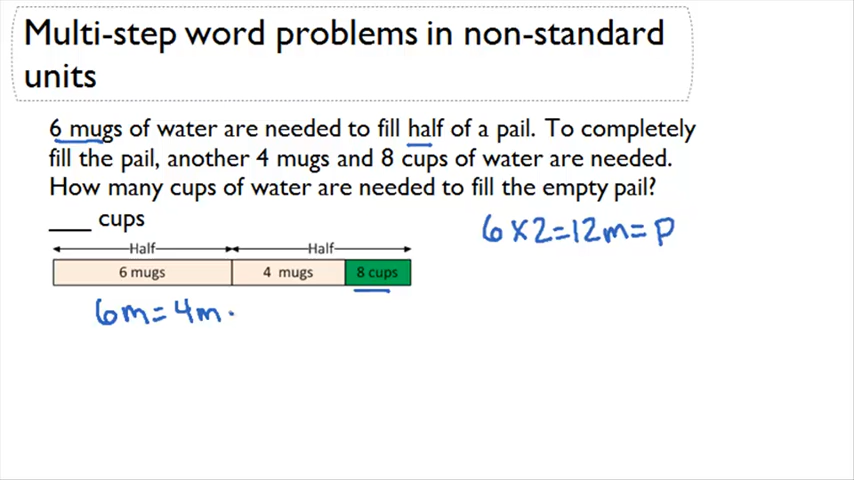 Multi-step word problems in non-standard
units
6 mugs of water are needed to fill half of a pail. To completely
fill the pail, another 4 mugs and 8 cups of water are needed.
How many cups of water are needed to fill the empty pail?
___ cups
6 x 2 = 12m = P
Half Half
6 mugs 4 mugs 8 cups
6m = 4m